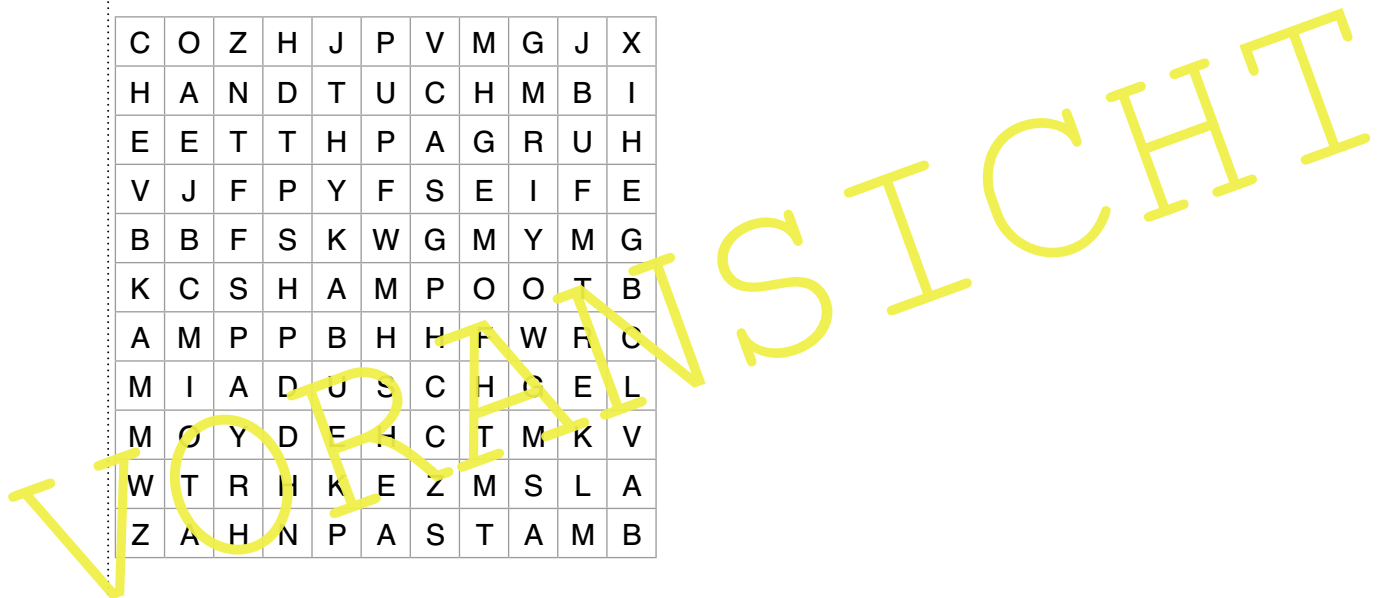 C O Z H J P V M G J X
H A N D T U C H M B I
E E T T H P A G R U H
V J F P Y F S E I F E
B B F S K W G M Y M G
K C S H A M P O O T B
A M P P B H H F W R C
M I A D U S C H G E L
M O Y D E H C T M K V
W T R H K E Z M S L A
Z A H N P A S T A M B
VORANSICHT